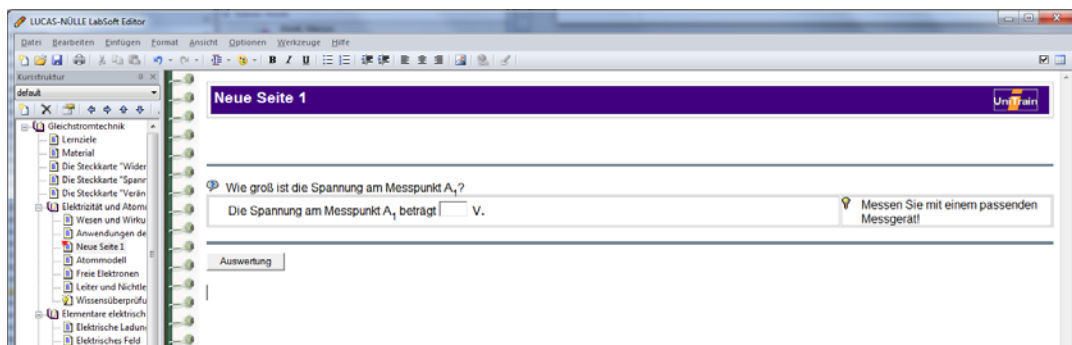 LUCAS-NÜLLE LabSoft Editor
Datei Bearbeiten Einfügen Format Ansicht Optionen Werkzeuge Hilfe
B I U
Kursstruktur
default
Gleichstromtechnik
Lernziele
Material
Die Steckkarte "Wider
Die Steckkarte "Spann
Die Steckkarte "Verän
Elektrizität und Atom
Wesen und Wirku
Anwendungen de
Neue Seite 1
Atommodell
Freie Elektronen
Leiter und Nichtle
Wissensüberprüfu
Elementare elektrisch
Elektrische Ladun
Elektrisches Feld
Neue Seite 1
UniTrain
Wie groß ist die Spannung am Messpunkt A₁?
Die Spannung am Messpunkt A₁ beträgt V.
Messen Sie mit einem passenden
Messgerät!
Auswertung